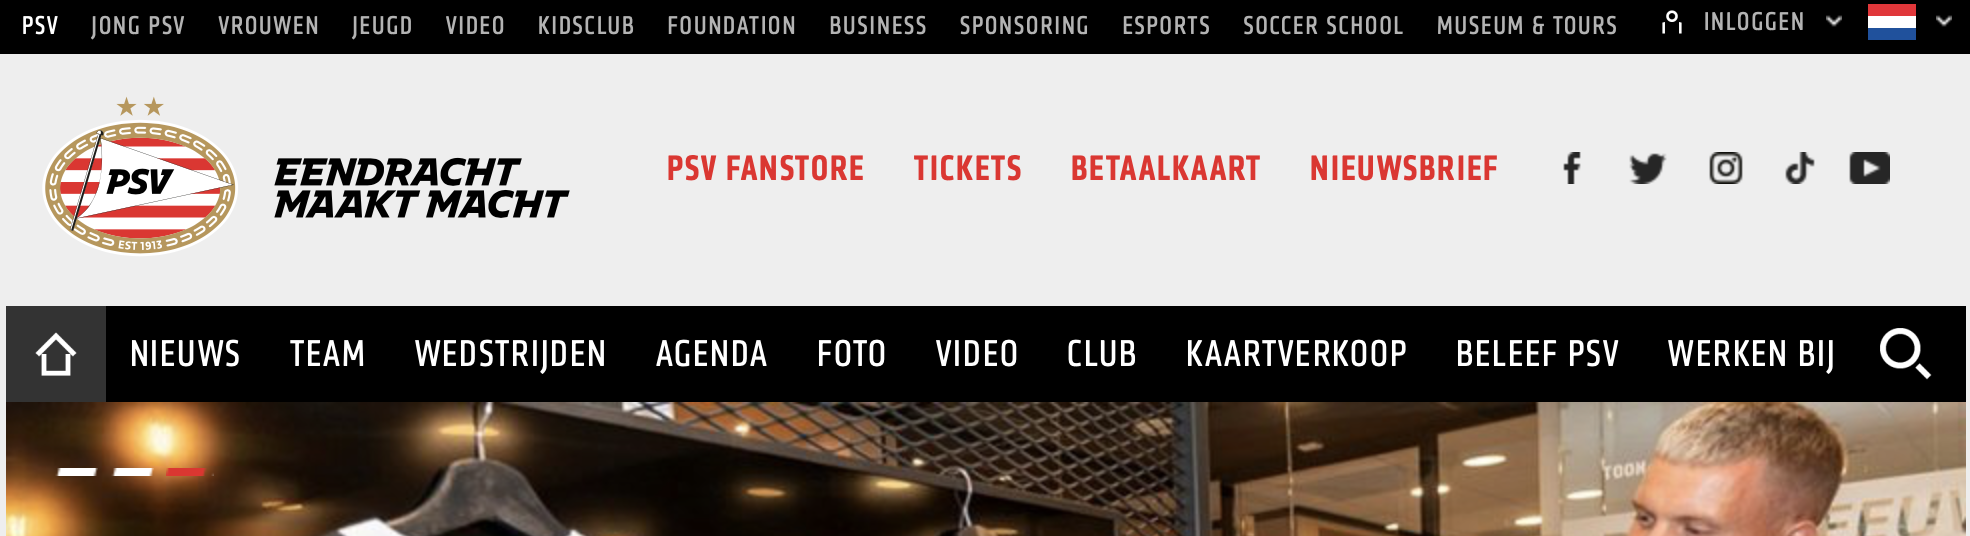 PSV JONG PSV VROUWEN JEUGD VIDEO KIDSCLUB FOUNDATION BUSINESS SPONSORING ESPORTS SOCCER SCHOOL MUSEUM & TOURS INLOGGEN
PSV
EST 1913
EENDRACHT
MAAKT MACHT
PSV FANSTORE TICKETS BETAALKAART NIEUWSBRIEF
NIEUWS TEAM WEDSTRIJDEN AGENDA FOTO VIDEO CLUB KAARTVERKOOP BELEEF PSV WERKEN BIJ